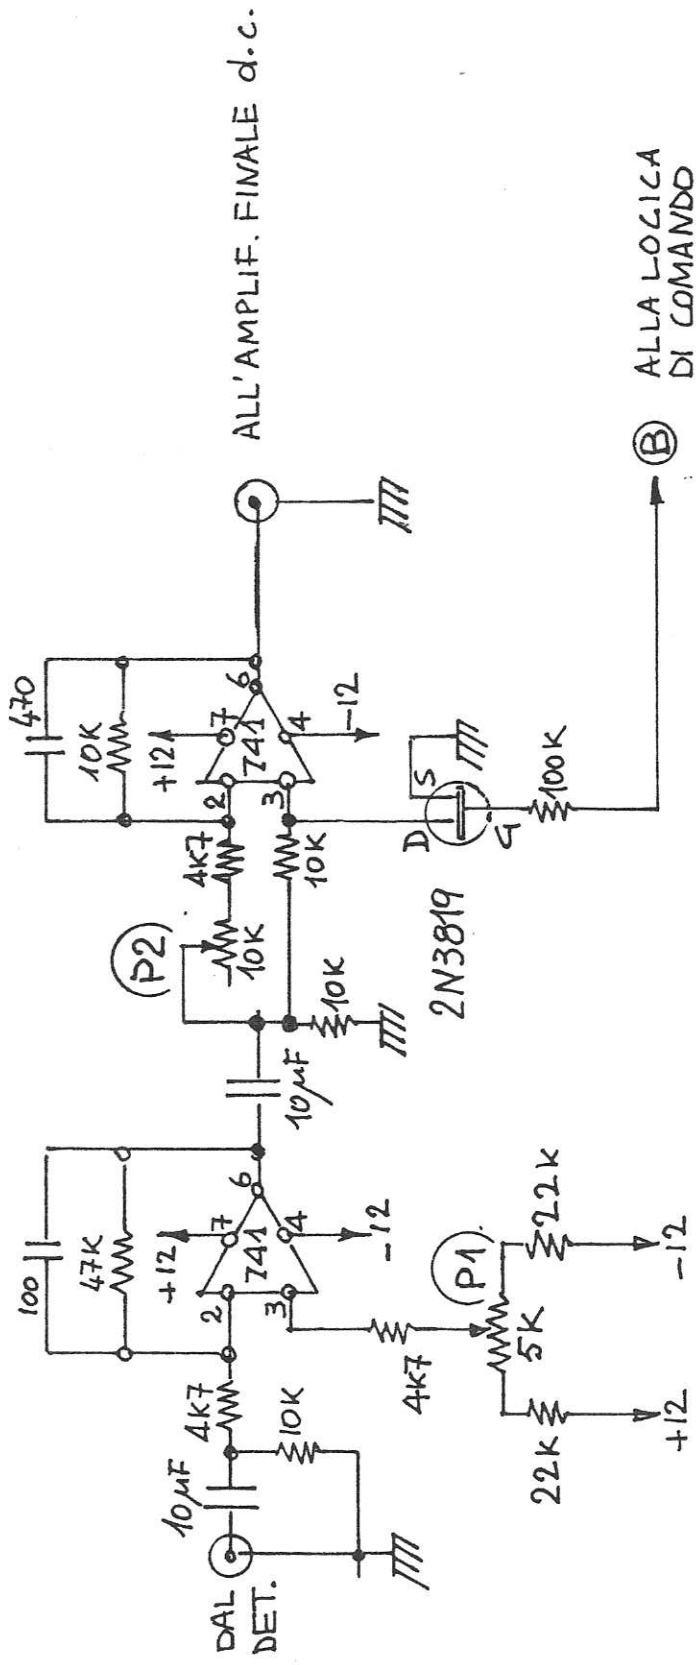 DAL
DET.
10µF
4K7
10K
100
47K
+12
2
3
7
741
4
6
-12
4K7
P1
5K
22K
+12
22K
-12
10µF
10K
P2
10K
4K7
10K
470
10K
+12
2
3
7
741
4
6
-12
2N3819
D
S
G
100K
ALL'AMPLIF. FINALE d.c.
B
ALLA LOGICA
DI COMANDO